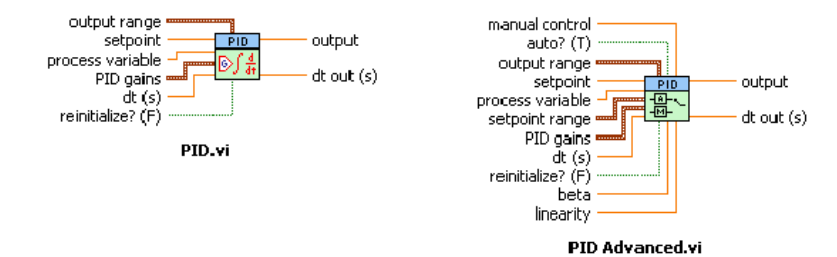 output range
setpoint
process variable
PID gains
dt (s)
reinitialize? (F)
PID
output
dt out (s)
PID.vi
manual control
auto? (T)
output range
setpoint
process variable
setpoint range
PID gains
dt (s)
reinitialize? (F)
beta
linearity
PID
A
M
output
dt out (s)
PID Advanced.vi